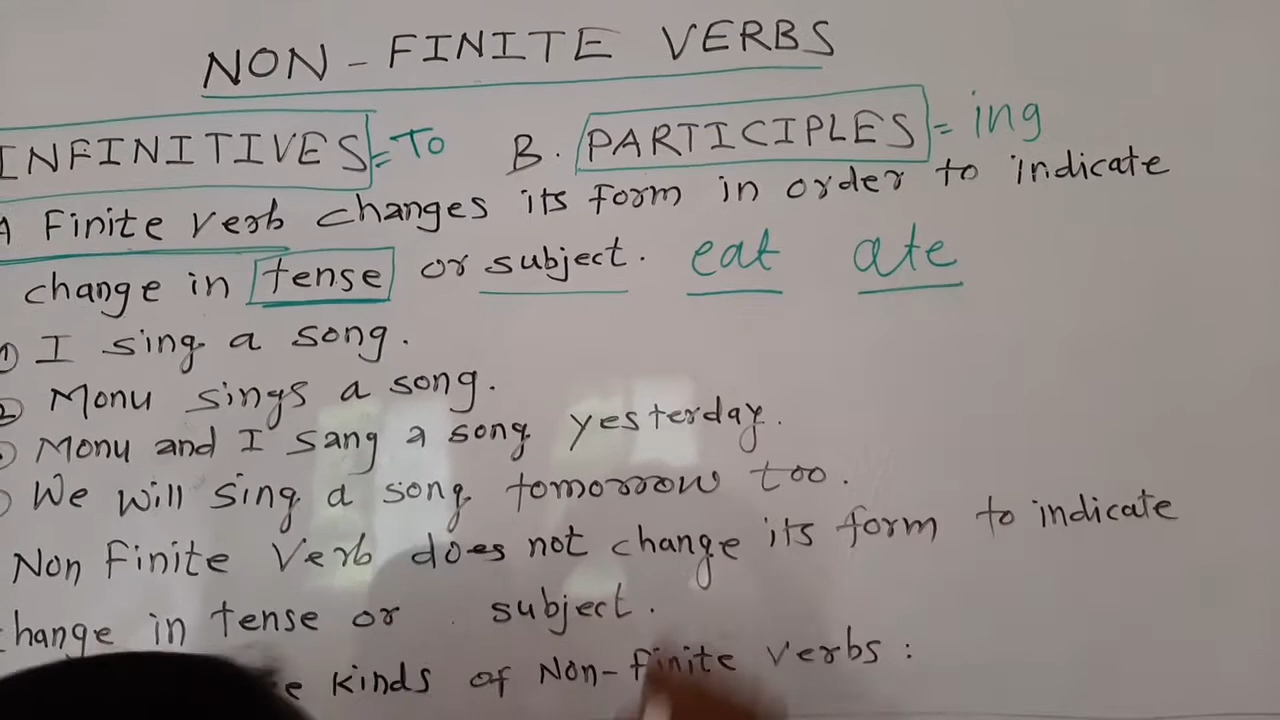 NON - FINITE VERBS
INFINITIVES = To B. PARTICIPLES = ing
A Finite verb changes its form in order to indicate
change in tense or subject. eat ate
① I sing a song.
② Monu sings a song.
Monu and I sang a song yesterday.
We will sing a song tomorrow too.
Non Finite Verb does not change its form to indicate
change in tense or subject.
kinds of Non-finite verbs :